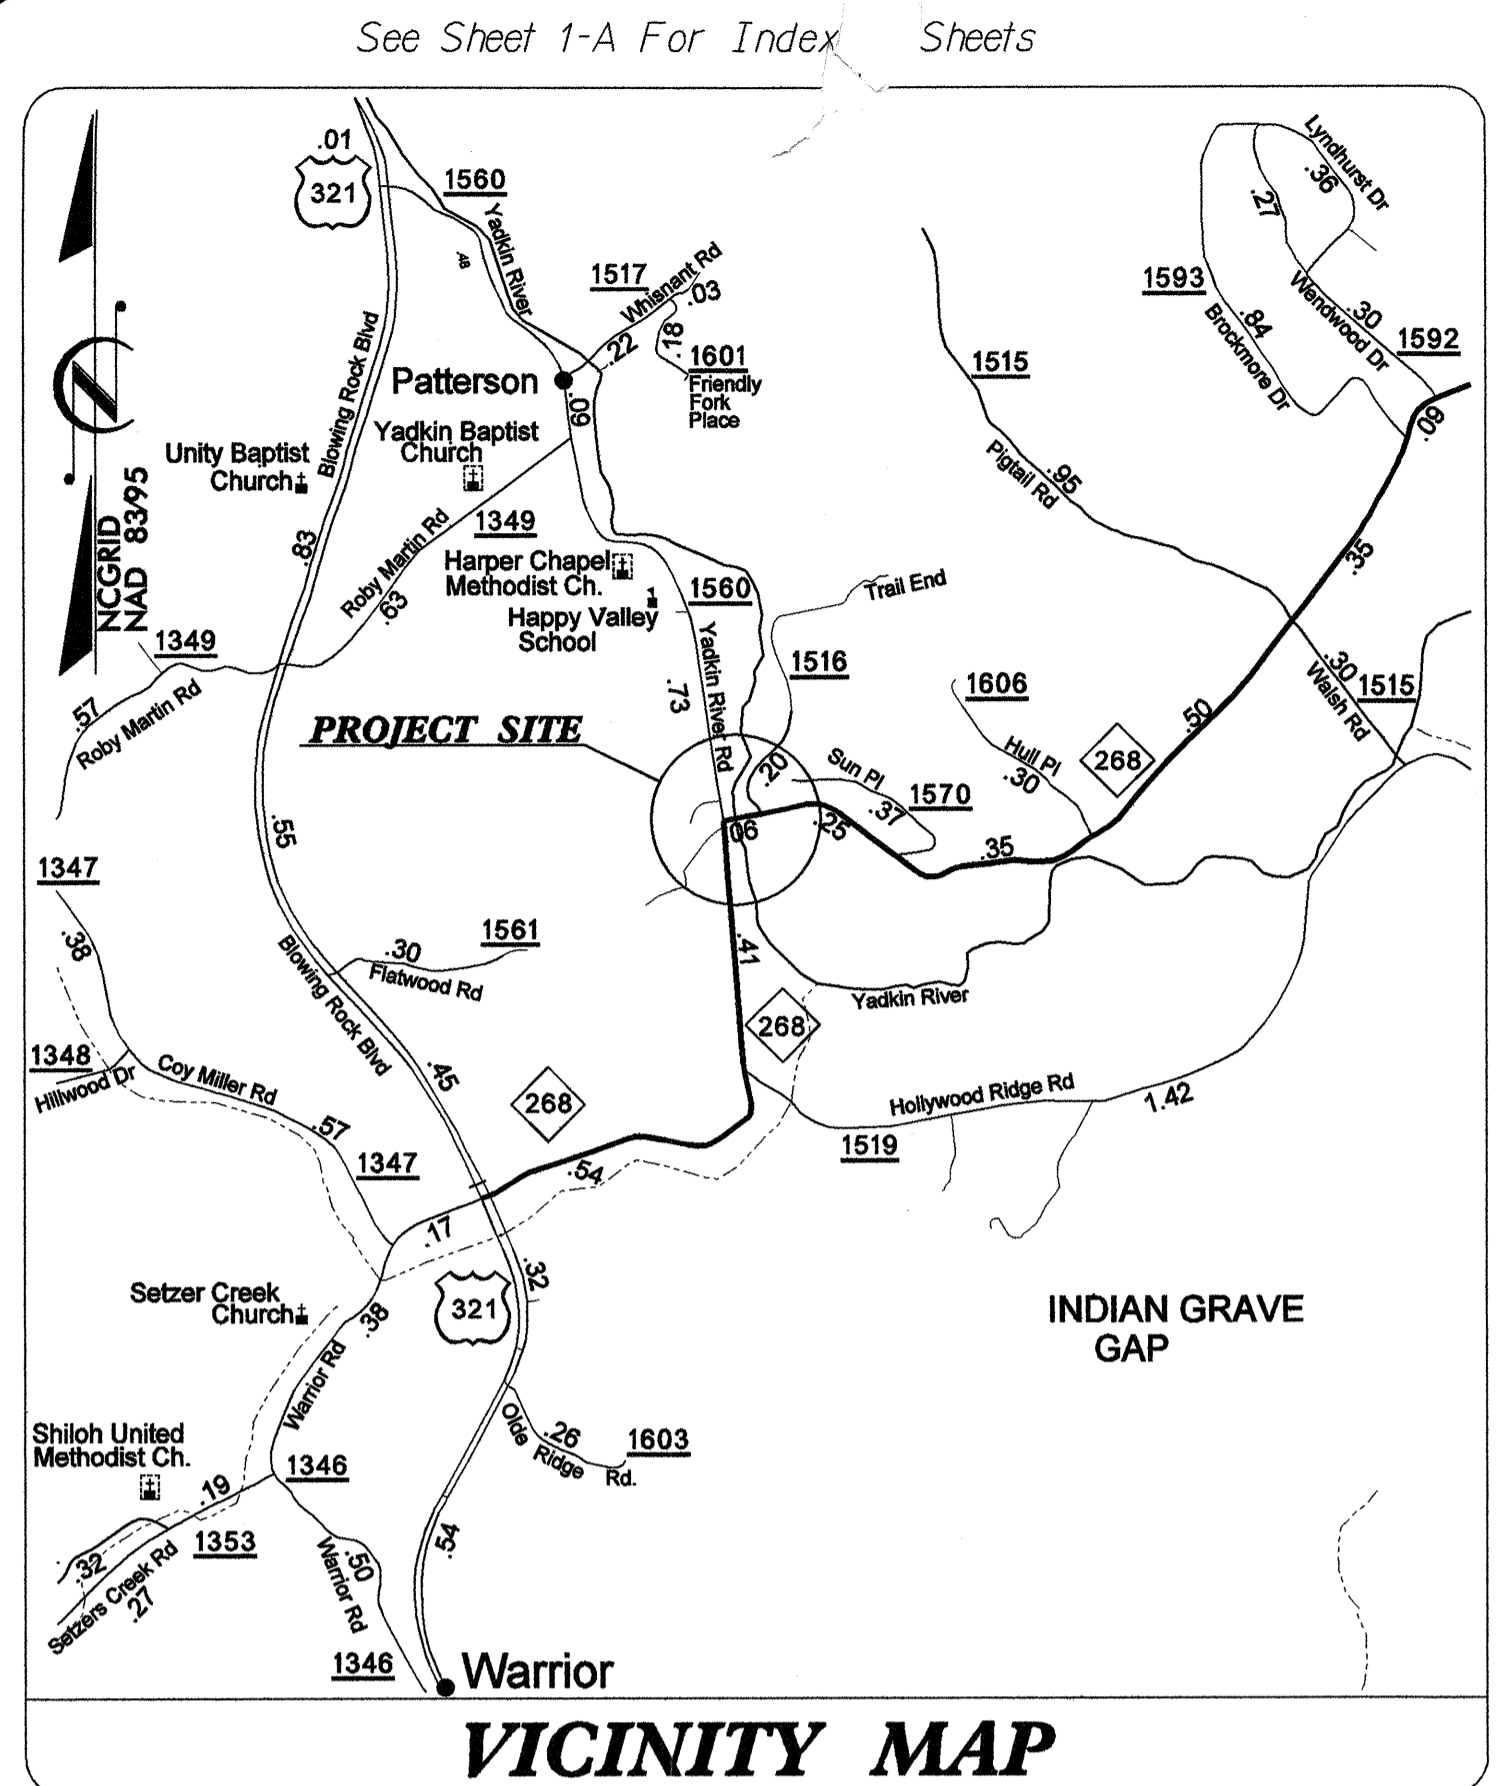 See Sheet 1-A For Index Sheets
.01
321
1560
Yadkin River
1517
Whisnant Rd
.03
.22
.18
1601
Friendly
Fork
Place
Patterson
.09
Blowing Rock Blvd
Unity Baptist
Church
Yadkin Baptist
Church
1349
Roby Martin Rd
.63
.83
Harper Chapel
Methodist Ch.
Happy Valley
School
1560
Yadkin River Rd
.73
Trail End
1516
.20
NCGRID
NAD 83/95
1349
.57
Roby Martin Rd
PROJECT SITE
.06
.25
Sun Pl
.37
1570
1606
Hull Pl
.30
.35
268
.50
1515
Pigtail Rd
.95
Lyndhurst Dr
.36
.27
1593
Brockmore Dr
.84
Wendwood Dr
.30
1592
.09
.35
.30
Walsh Rd
1515
.55
1347
.38
1561
.30
Flatwood Rd
Blowing Rock Blvd
.41
Yadkin River
268
1348
Hillwood Dr
Coy Miller Rd
.57
1347
.45
268
.54
Hollywood Ridge Rd
1.42
1519
.17
Setzer Creek
Church
.38
Warrior Rd
321
.32
INDIAN GRAVE
GAP
Shiloh United
Methodist Ch.
.19
1346
1353
Olde
Ridge
Rd.
.26
1603
.32
Setzers Creek Rd
.27
.50
Warrior Rd
.54
1346
Warrior
VICINITY MAP